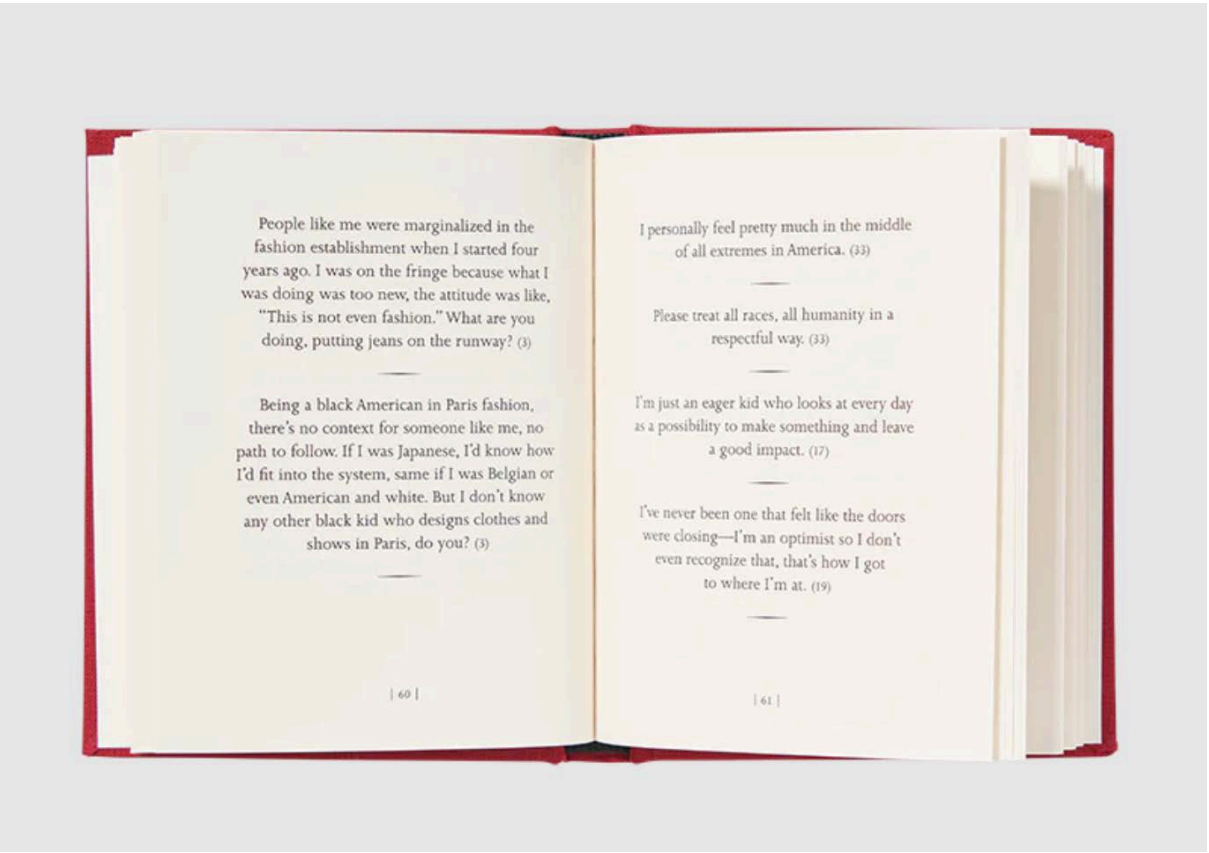 People like me were marginalized in the
fashion establishment when I started four
years ago. I was on the fringe because what I
was doing was too new, the attitude was like,
“This is not even fashion.” What are you
doing, putting jeans on the runway? (3)
Being a black American in Paris fashion,
there’s no context for someone like me, no
path to follow. If I was Japanese, I’d know how
I’d fit into the system, same if I was Belgian or
even American and white. But I don’t know
any other black kid who designs clothes and
shows in Paris, do you? (3)
| 60 |
I personally feel pretty much in the middle
of all extremes in America. (33)
Please treat all races, all humanity in a
respectful way. (33)
I’m just an eager kid who looks at every day
as a possibility to make something and leave
a good impact. (17)
I’ve never been one that felt like the doors
were closing—I’m an optimist so I don’t
even recognize that, that’s how I got
to where I’m at. (19)
| 61 |